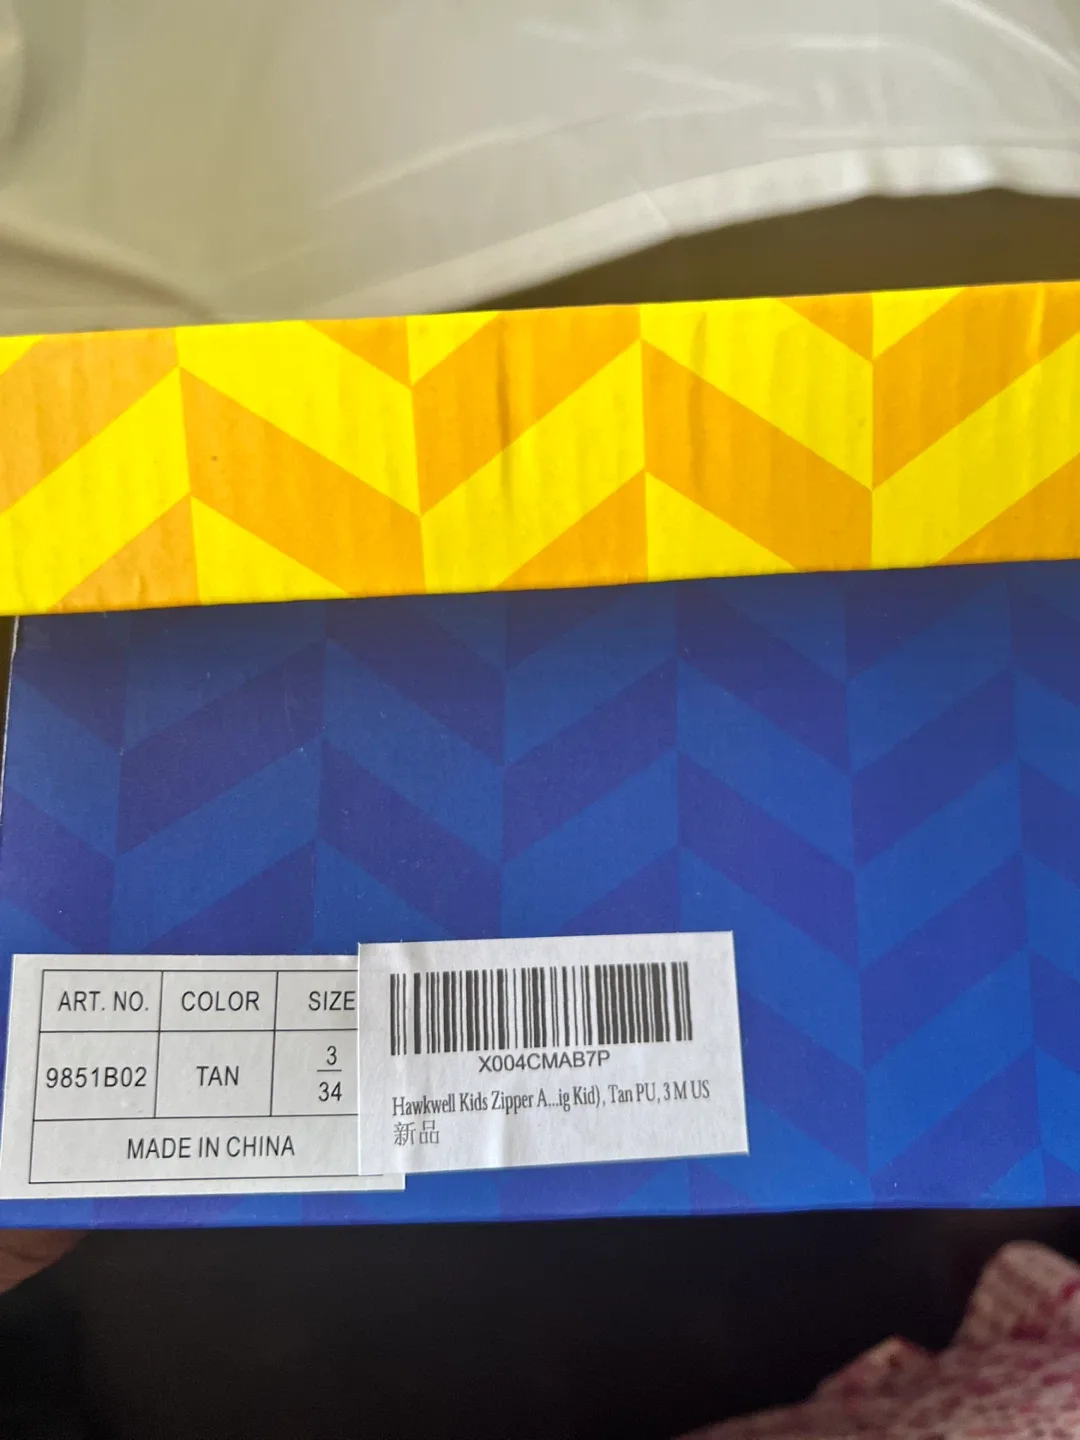 ART. NO. COLOR SIZE
9851B02 TAN 3
34
MADE IN CHINA
X004CMAB7P
Hawkwell Kids Zipper A...ig Kid), Tan PU, 3 M US
新品